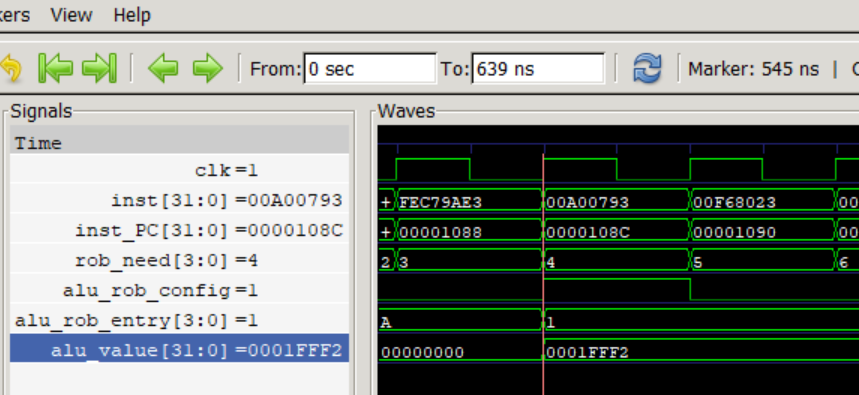 kers View Help
From: 0 sec To: 639 ns Marker: 545 ns | C
Signals Waves
Time
clk =1
inst[31:0] =00A00793 + FEC79AE3 00A00793 00F68023 00
inst_PC[31:0] =0000108C + 00001088 0000108C 00001090 00
rob_need[3:0] =4 2 3 4 5 6
alu_rob_config =1
alu_rob_entry[3:0] =1 A 1
alu_value[31:0] =0001FFF2 00000000 0001FFF2